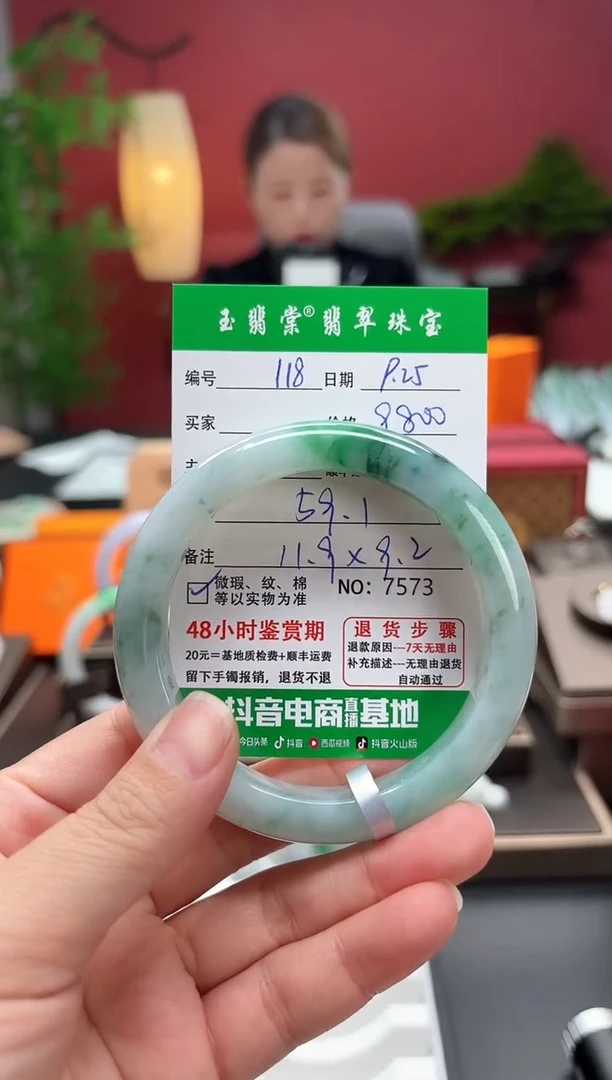 玉翡棠®翡翠珠宝
编号 118 日期 9.25
买家 8800
59.1
备注 11.9×9.2
微瑕、纹、棉
等以实物为准
NO: 7573
48小时鉴赏期
20元=基地质检费+顺丰运费
留下手镯报销,退货不退
退货步骤
退款原因---7天无理由
补充描述---无理由退货
自动通过
抖音电商直播基地
今日头条 抖音 西瓜视频 抖音火山版